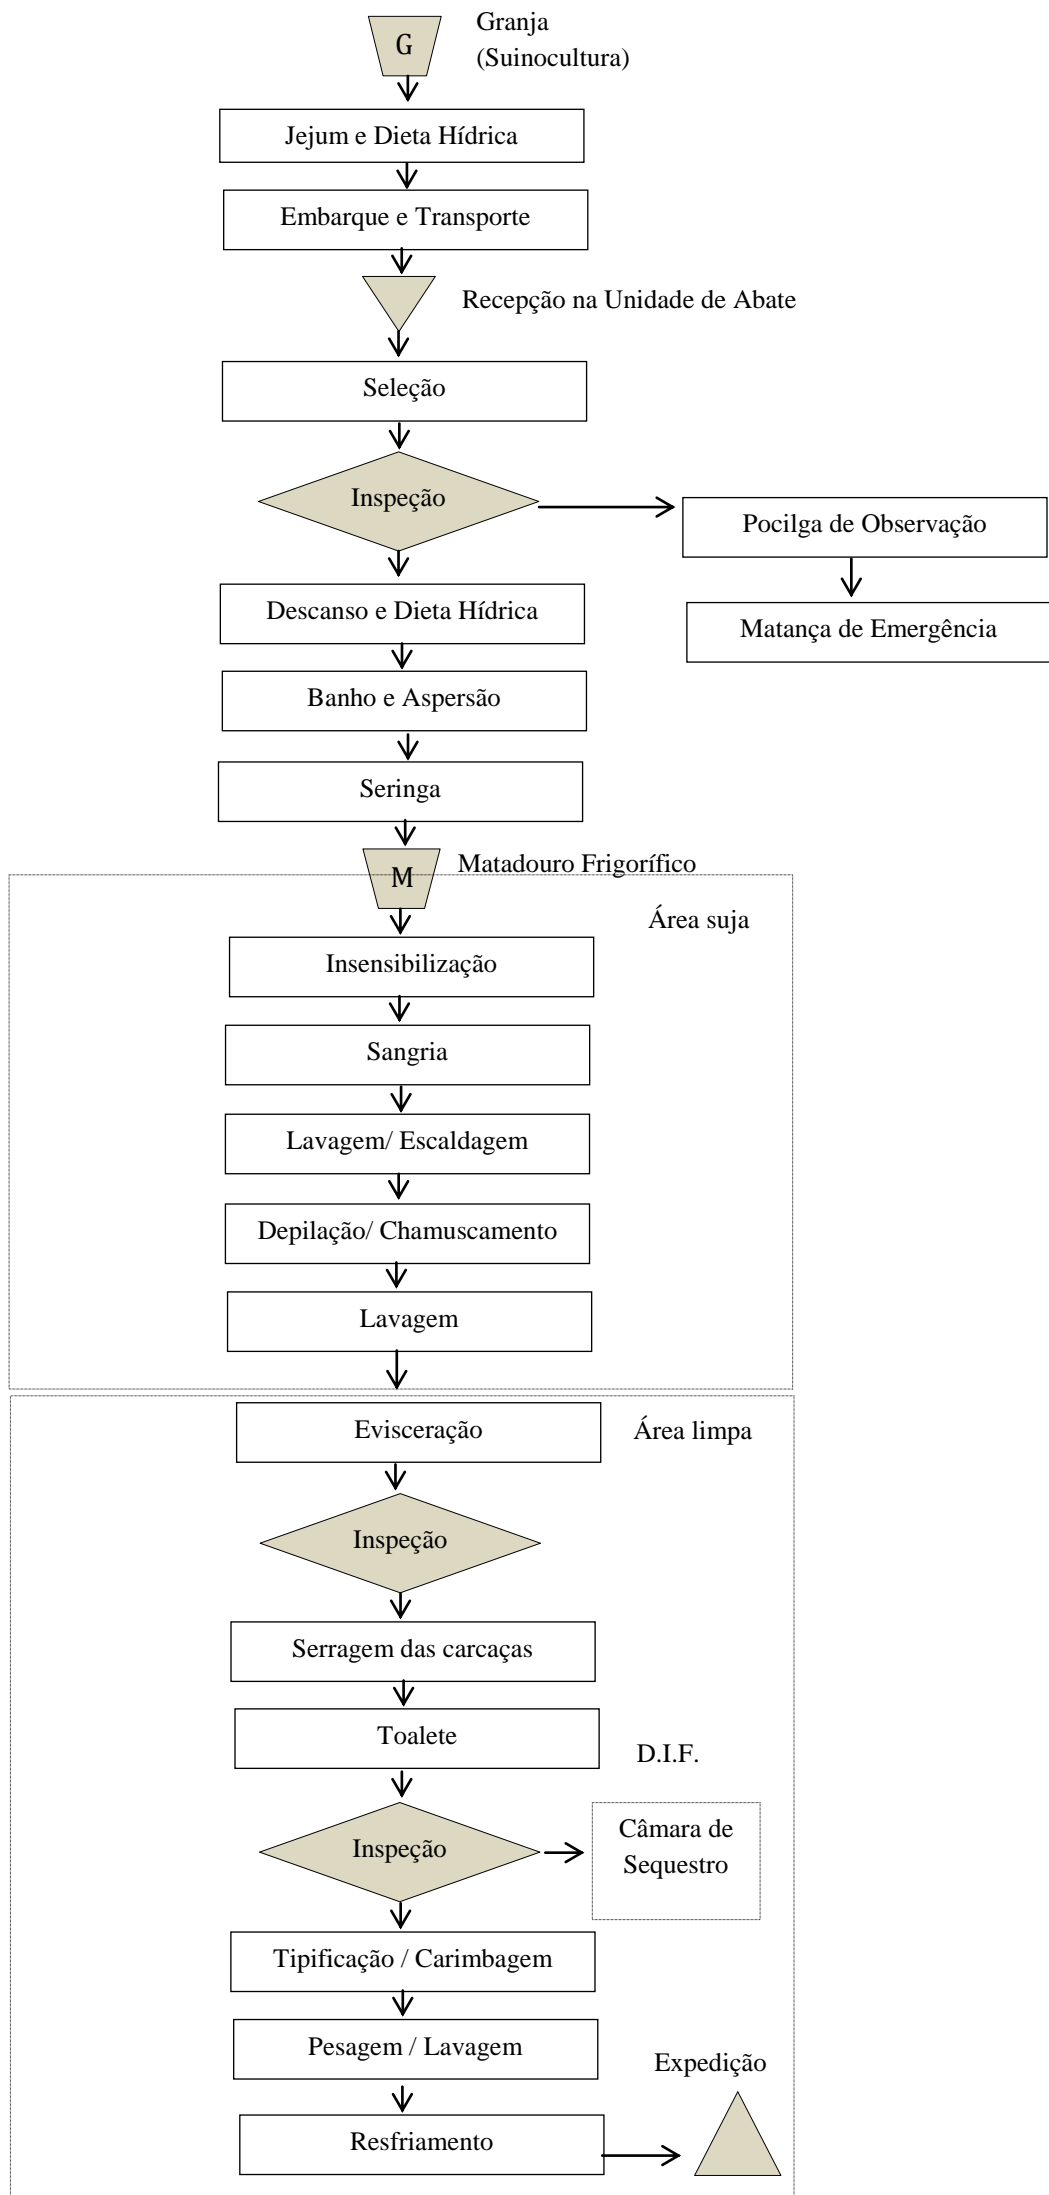 G
Granja
(Suinocultura)
Jejum e Dieta Hídrica
Embarque e Transporte
Recepção na Unidade de Abate
Seleção
Inspeção
Pocilga de Observação
Descanso e Dieta Hídrica
Matança de Emergência
Banho e Aspersão
Seringa
M
Matadouro Frigorífico
Área suja
Insensibilização
Sangria
Lavagem/ Escaldagem
Depilação/ Chamuscamento
Lavagem
Evisceração
Área limpa
Inspeção
Serragem das carcaças
Toalete
D.I.F.
Inspeção
Câmara de
Sequestro
Tipificação / Carimbagem
Pesagem / Lavagem
Expedição
Resfriamento